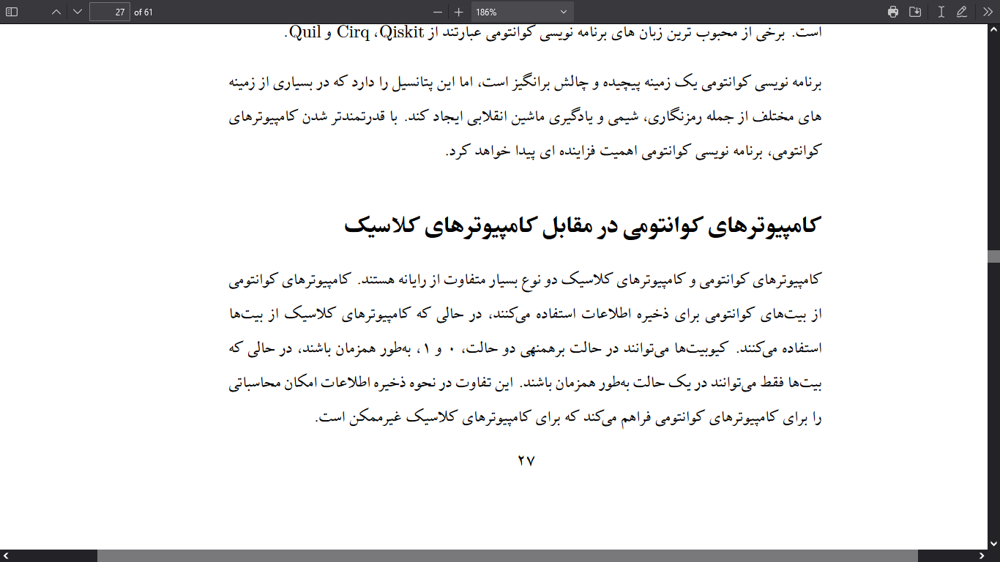 27 of 61 186%
است. برخی از محبوب ترین زبان های برنامه نویسی کوانتومی عبارتند از Cirq ،Qiskit و Quil.
برنامه نویسی کوانتومی یک زمینه پیچیده و چالش برانگیز است، اما این پتانسیل را دارد که در بسیاری از زمینه
های مختلف از جمله رمزنگاری، شیمی و یادگیری ماشین انقلابی ایجاد کند. با قدرتمندتر شدن کامپیوترهای
کوانتومی، برنامه نویسی کوانتومی اهمیت فزاینده ای پیدا خواهد کرد.
کامپیوترهای کوانتومی در مقابل کامپیوترهای کلاسیک
کامپیوترهای کوانتومی و کامپیوترهای کلاسیک دو نوع بسیار متفاوت از رایانه هستند. کامپیوترهای کوانتومی
از بیت‌های کوانتومی برای ذخیره اطلاعات استفاده می‌کنند، در حالی که کامپیوترهای کلاسیک از بیت‌ها
استفاده می‌کنند. کیوبیت‌ها می‌توانند در حالت برهمنهی دو حالت، ۰ و ۱، به‌طور همزمان باشند، در حالی که
بیت‌ها فقط می‌توانند در یک حالت به‌طور همزمان باشند. این تفاوت در نحوه ذخیره اطلاعات امکان محاسباتی
را برای کامپیوترهای کوانتومی فراهم می‌کند که برای کامپیوترهای کلاسیک غیرممکن است.
۲۷